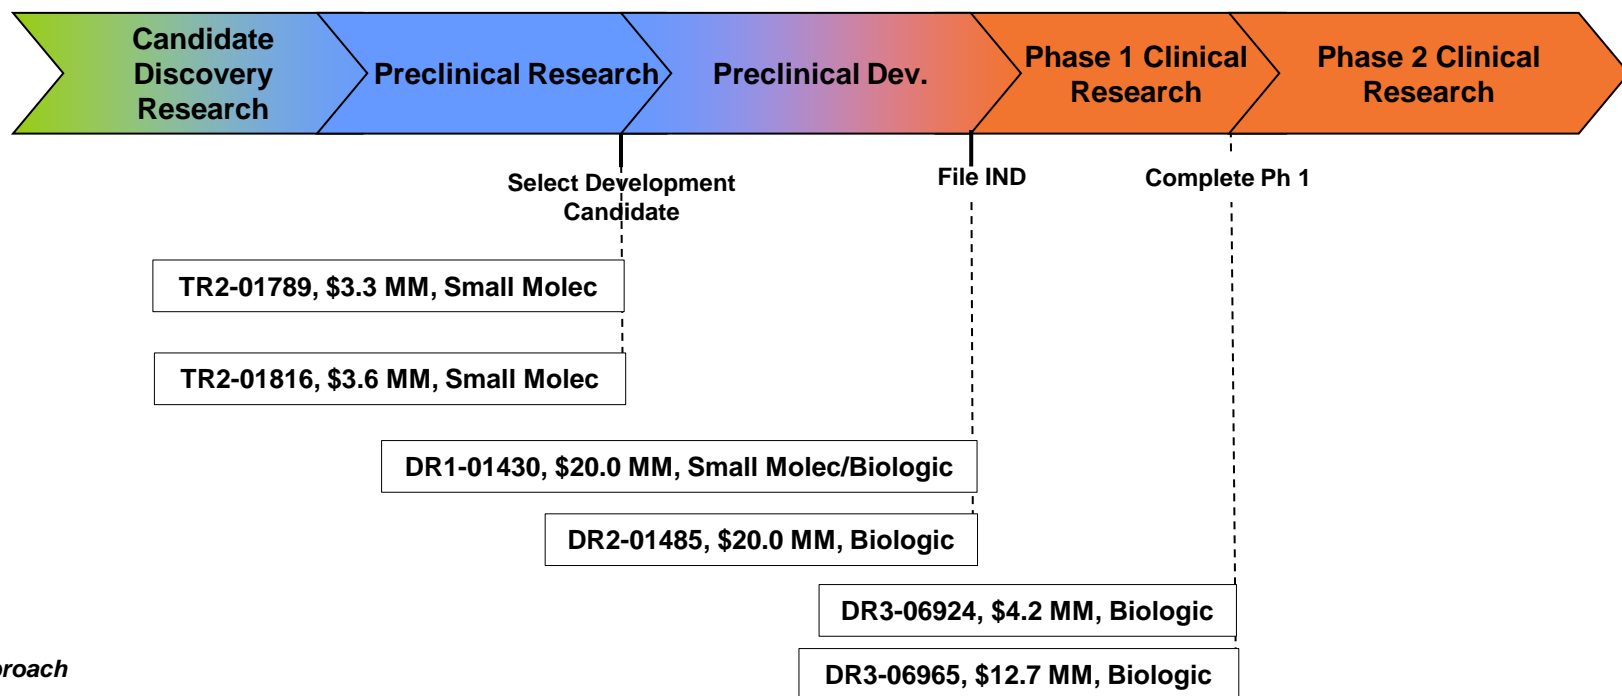 Candidate
Discovery
Research
Preclinical Research
Preclinical Dev.
Phase 1 Clinical
Research
Phase 2 Clinical
Research
Select Development
Candidate
File IND
Complete Ph 1
TR2-01789, $3.3 MM, Small Molec
TR2-01816, $3.6 MM, Small Molec
DR1-01430, $20.0 MM, Small Molec/Biologic
DR2-01485, $20.0 MM, Biologic
DR3-06924, $4.2 MM, Biologic
DR3-06965, $12.7 MM, Biologic